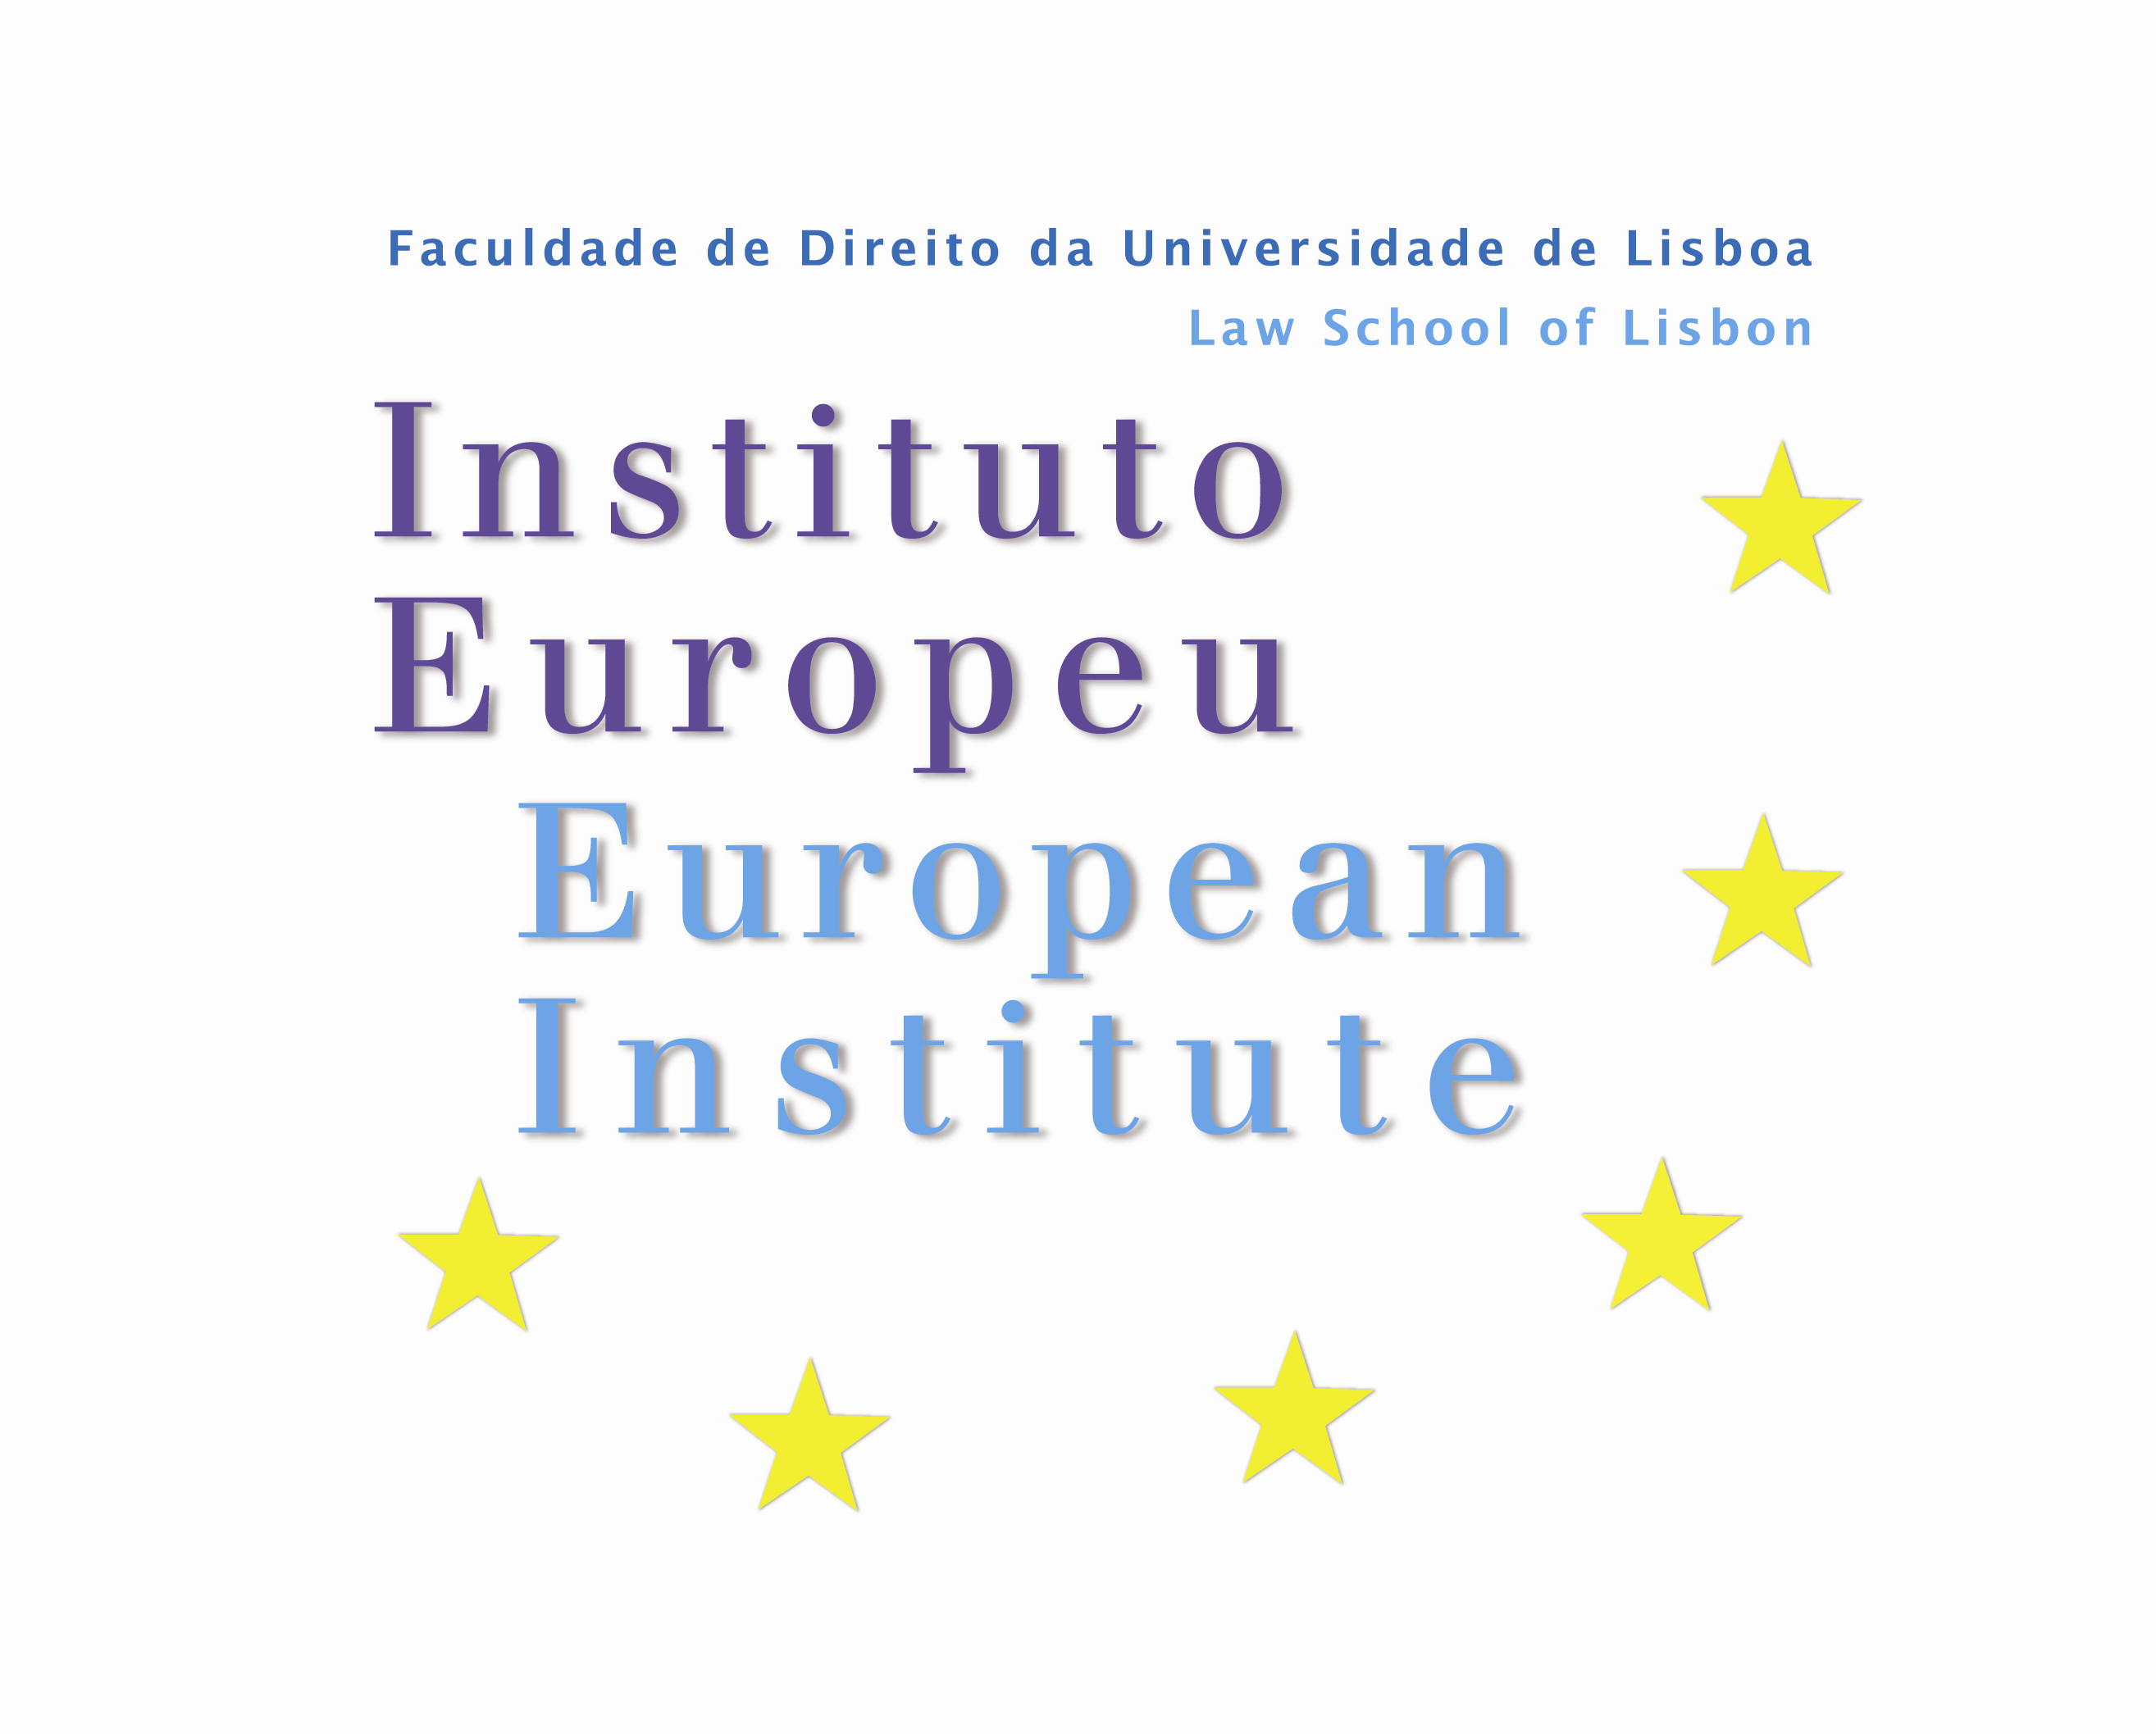 Faculdade de Direito da Universidade de Lisboa
Law School of Lisbon
Instituto
Europeu
European
Institute